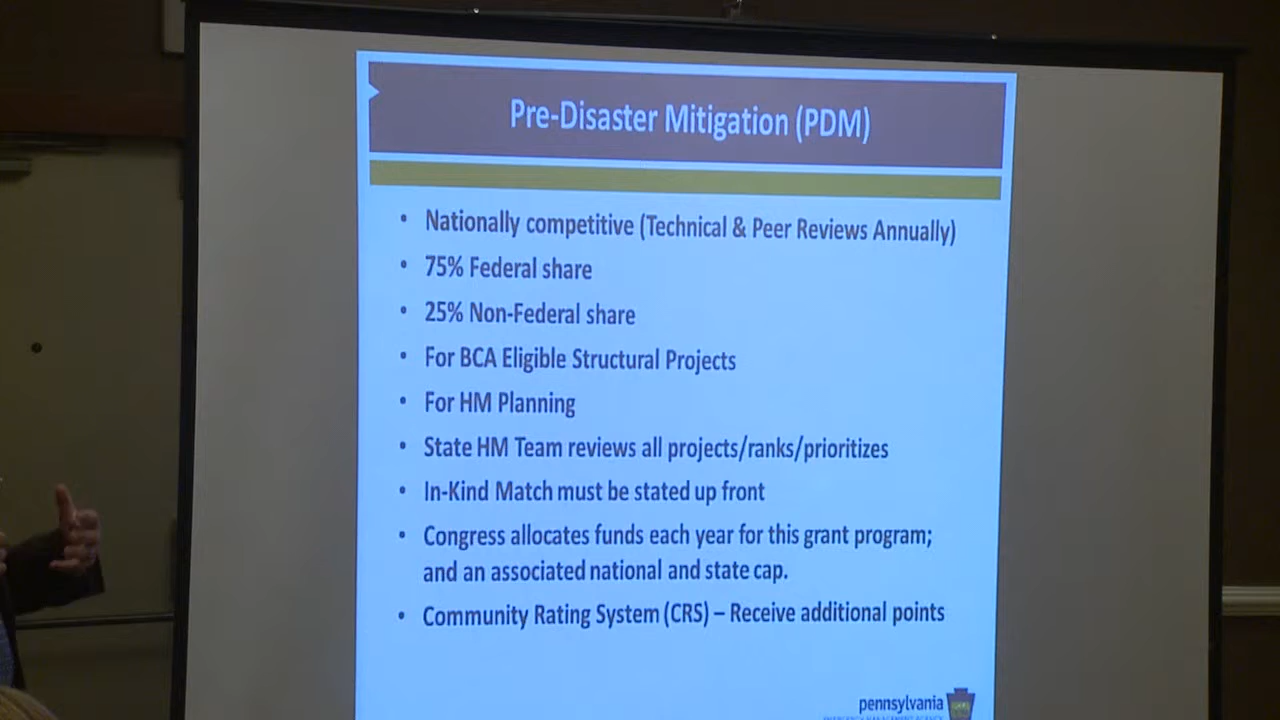 Pre-Disaster Mitigation (PDM)
• Nationally competitive (Technical & Peer Reviews Annually)
• 75% Federal share
• 25% Non-Federal share
• For BCA Eligible Structural Projects
• For HM Planning
• State HM Team reviews all projects/ranks/prioritizes
• In-Kind Match must be stated up front
• Congress allocates funds each year for this grant program;
and an associated national and state cap.
• Community Rating System (CRS) – Receive additional points
pennsylvania